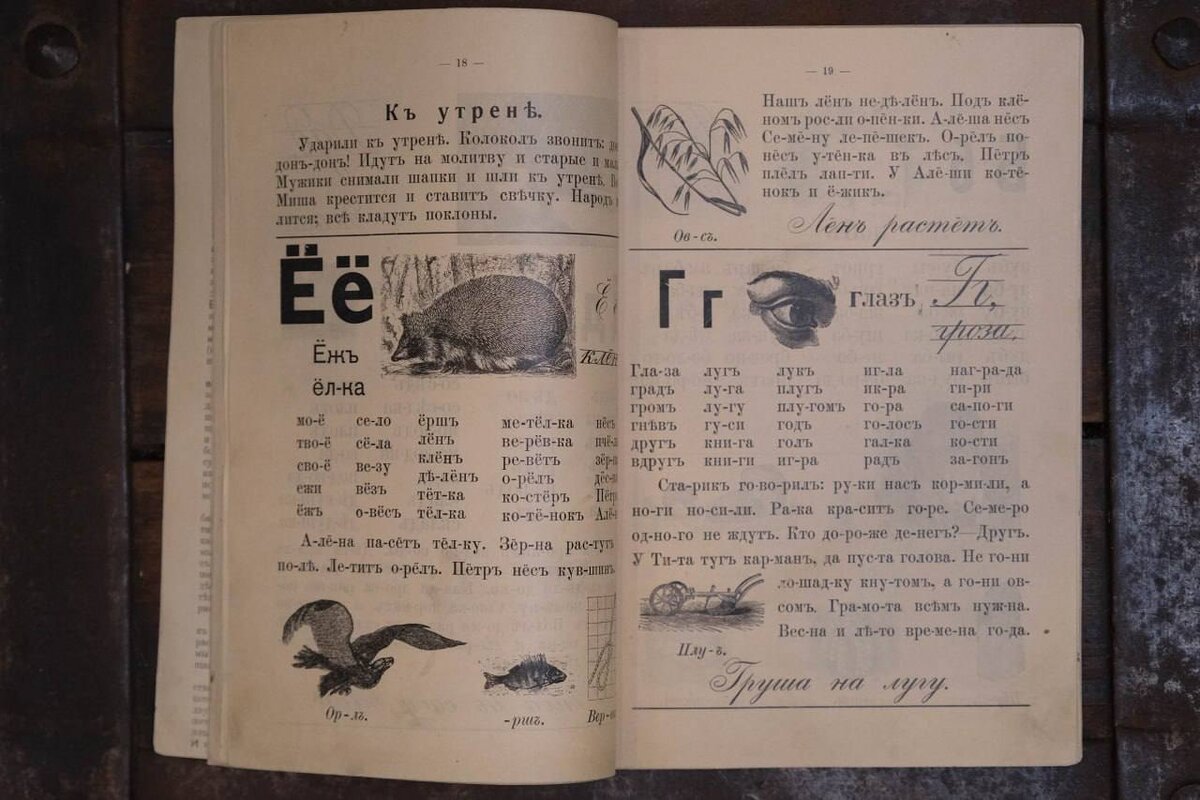 — 18 —
Къ утренѣ.
Ударили къ утренѣ. Колоколъ звонитъ:
донъ-донъ! Идутъ на молитву и старые и
Мужики снимали шапки и шли къ утренѣ.
Миша крестится и ставитъ свѣчку. Народъ
лится; всѣ кладутъ поклоны.
Ёё
Ёжъ
ёл-ка
мо-ё се-ло ёршъ ме-тёл-ка нёсъ
тво-ё сё-ла лёнъ ве-рёв-ка
сво-ё ве-зу клёнъ ре-вётъ
ежи вёзъ дѣ-лёнъ о-рёлъ
ёжъ о-вёсъ тёт-ка ко-стёръ
тёл-ка ко-тё-нокъ
А-лё-на па-сётъ тёл-ку. Зёр-на рас-тутъ
по-лѣ. Ле-титъ о-рёлъ. Пётръ нёсъ кув-шинъ.
Ор-лъ.
-ршъ.
— 19 —
Нашъ лёнъ не-дѣ-лёнъ. Подъ клё-
номъ рос-ли о-пён-ки. А-лё-ша нёсъ
Се-мё-ну ле-пё-шекъ. О-рёлъ по-
нёсъ у-тён-ка въ лѣсъ. Пётръ
плёлъ лап-ти. У Алё-ши ко-тё-
нокъ и ё-жикъ.
Ов-съ.
Лёнъ растётъ.
Гг
глазъ
Г,
гроза.
Гла-за лугъ лукъ иг-ла наг-ра-да
градъ лу-га плугъ ик-ра ги-ри
громъ лу-гу плу-гомъ го-ра са-по-ги
гнѣвъ гу-си годъ го-лосъ го-сти
другъ кни-га голъ гал-ка ко-сти
вдругъ кни-ги иг-ра радъ за-гонъ
Ста-рикъ го-во-рилъ: ру-ки насъ кор-ми-ли, а
но-ги но-си-ли. Ра-ка кра-ситъ го-ре. Се-ме-ро
од-но-го не ждутъ. Кто до-ро-же де-негъ?—Другъ.
У Ти-та тугъ кар-манъ, да пус-та голова. Не го-ни
ло-шад-ку кну-томъ, а го-ни ов-
сомъ. Гра-мо-та всѣмъ нуж-на.
Вес-на и лѣ-то вре-ме-на го-да.
Плу-ъ.
Груша на лугу.